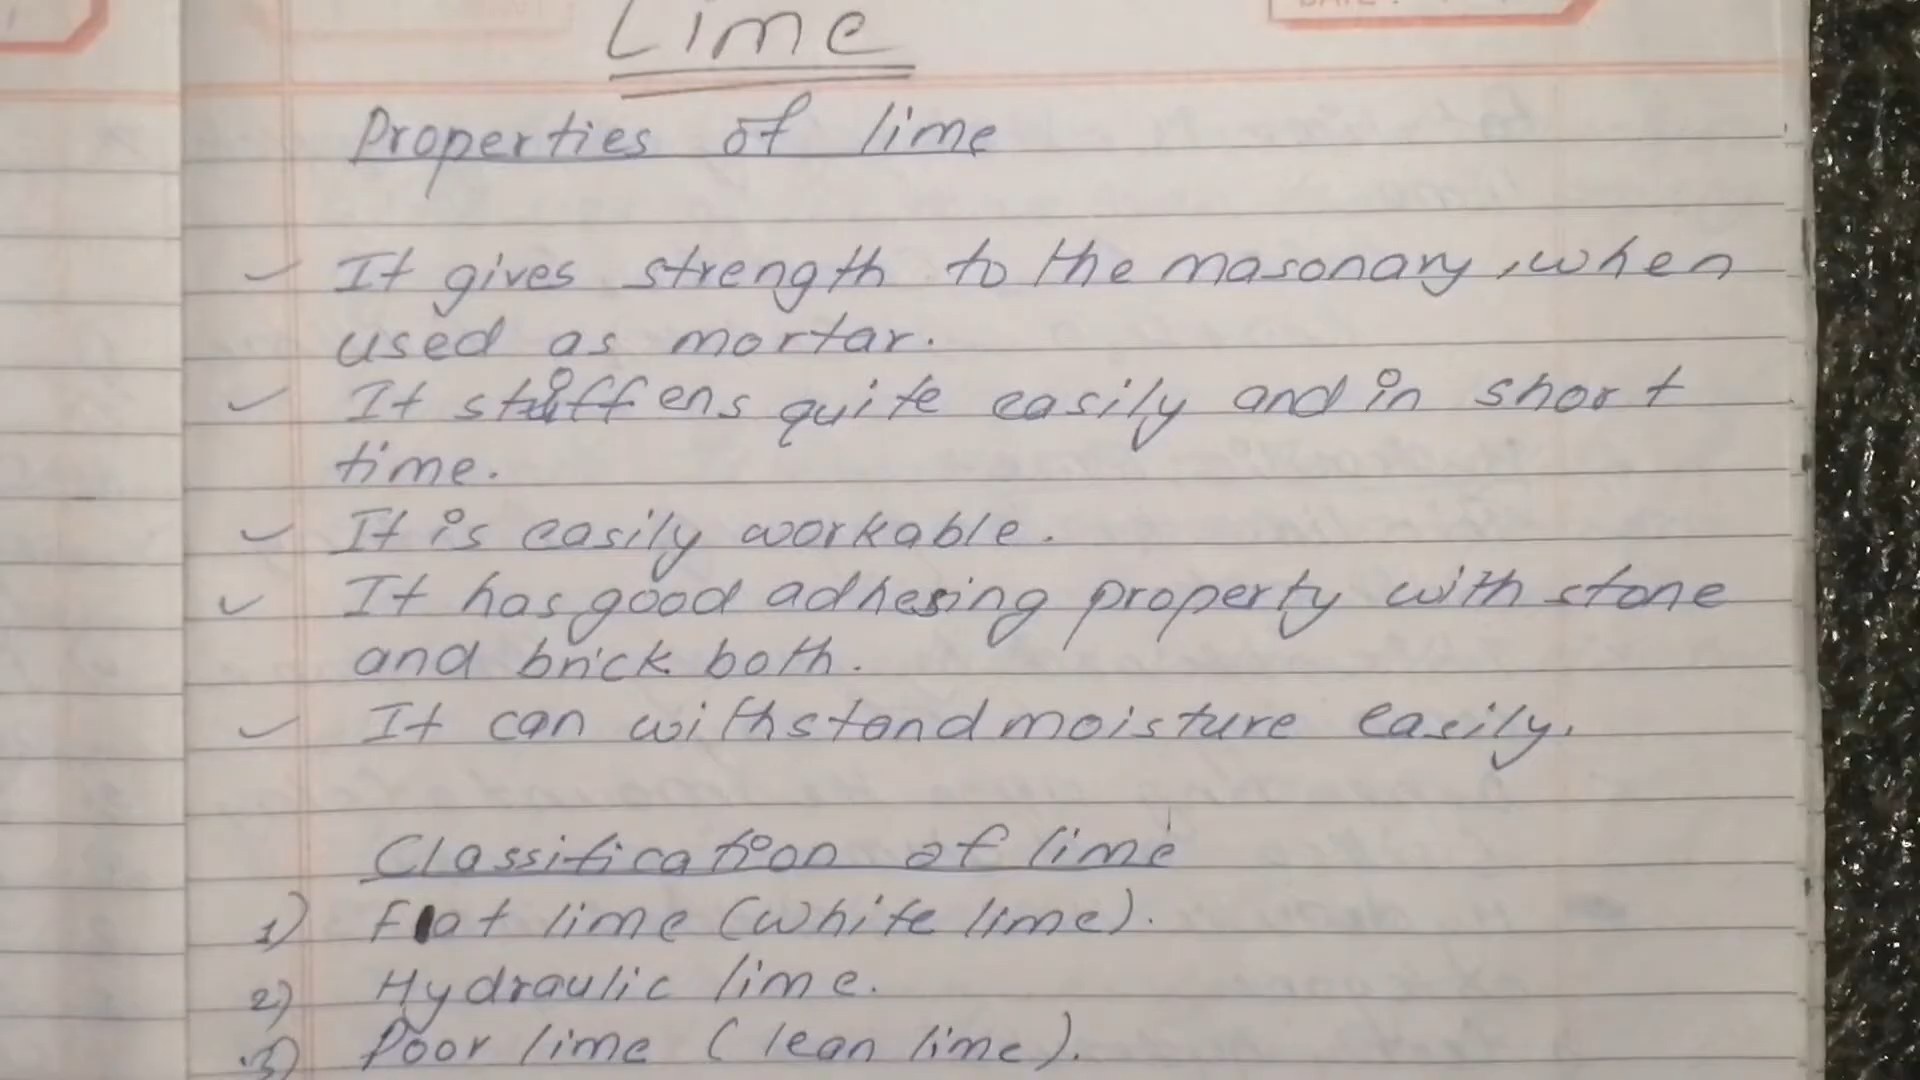 Lime
Properties of lime
It gives strength to the masonary, when
used as mortar.
It stiffens quite easily and in short
time.
It is easily workable.
It has good adhesing property with stone
and brick both.
It can withstand moisture easily.
Classification of lime
1) Fat lime (white lime).
2) Hydraulic lime.
3) Poor lime (lean lime).